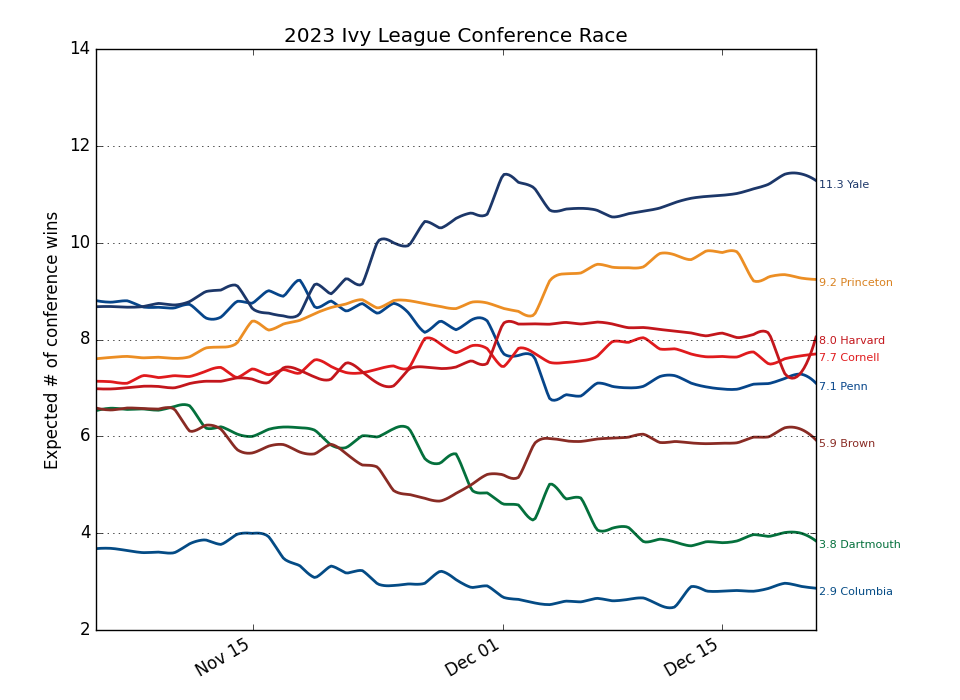 2023 Ivy League Conference Race
Expected # of conference wins
14
12
10
8
6
4
2
Nov 15
Dec 01
Dec 15
11.3 Yale
9.2 Princeton
8.0 Harvard
7.7 Cornell
7.1 Penn
5.9 Brown
3.8 Dartmouth
2.9 Columbia